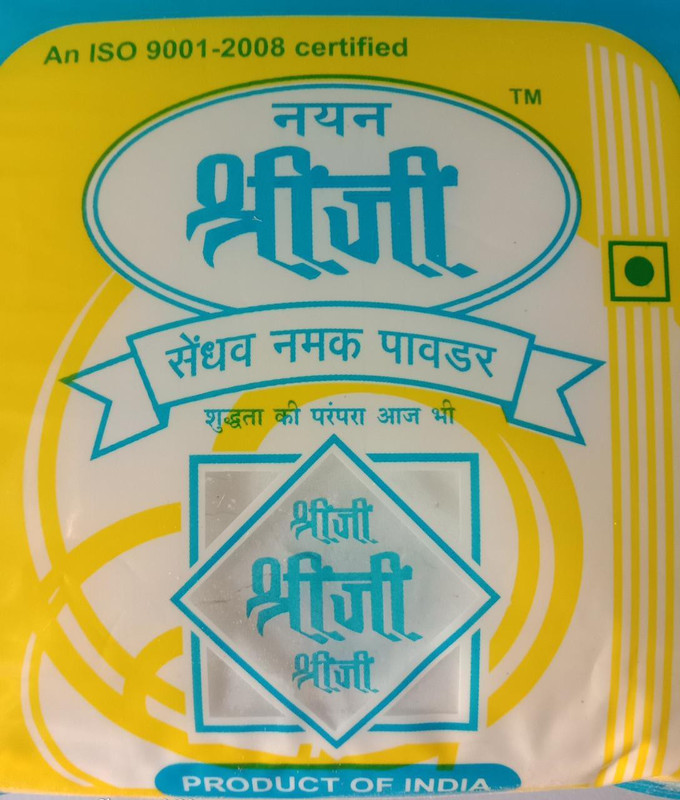 An ISO 9001-2008 certified
TM
नयन
श्रीजी
सेंधव नमक पावडर
शुद्धता की परंपरा आज भी
श्रीजी
श्रीजी
श्रीजी
PRODUCT OF INDIA